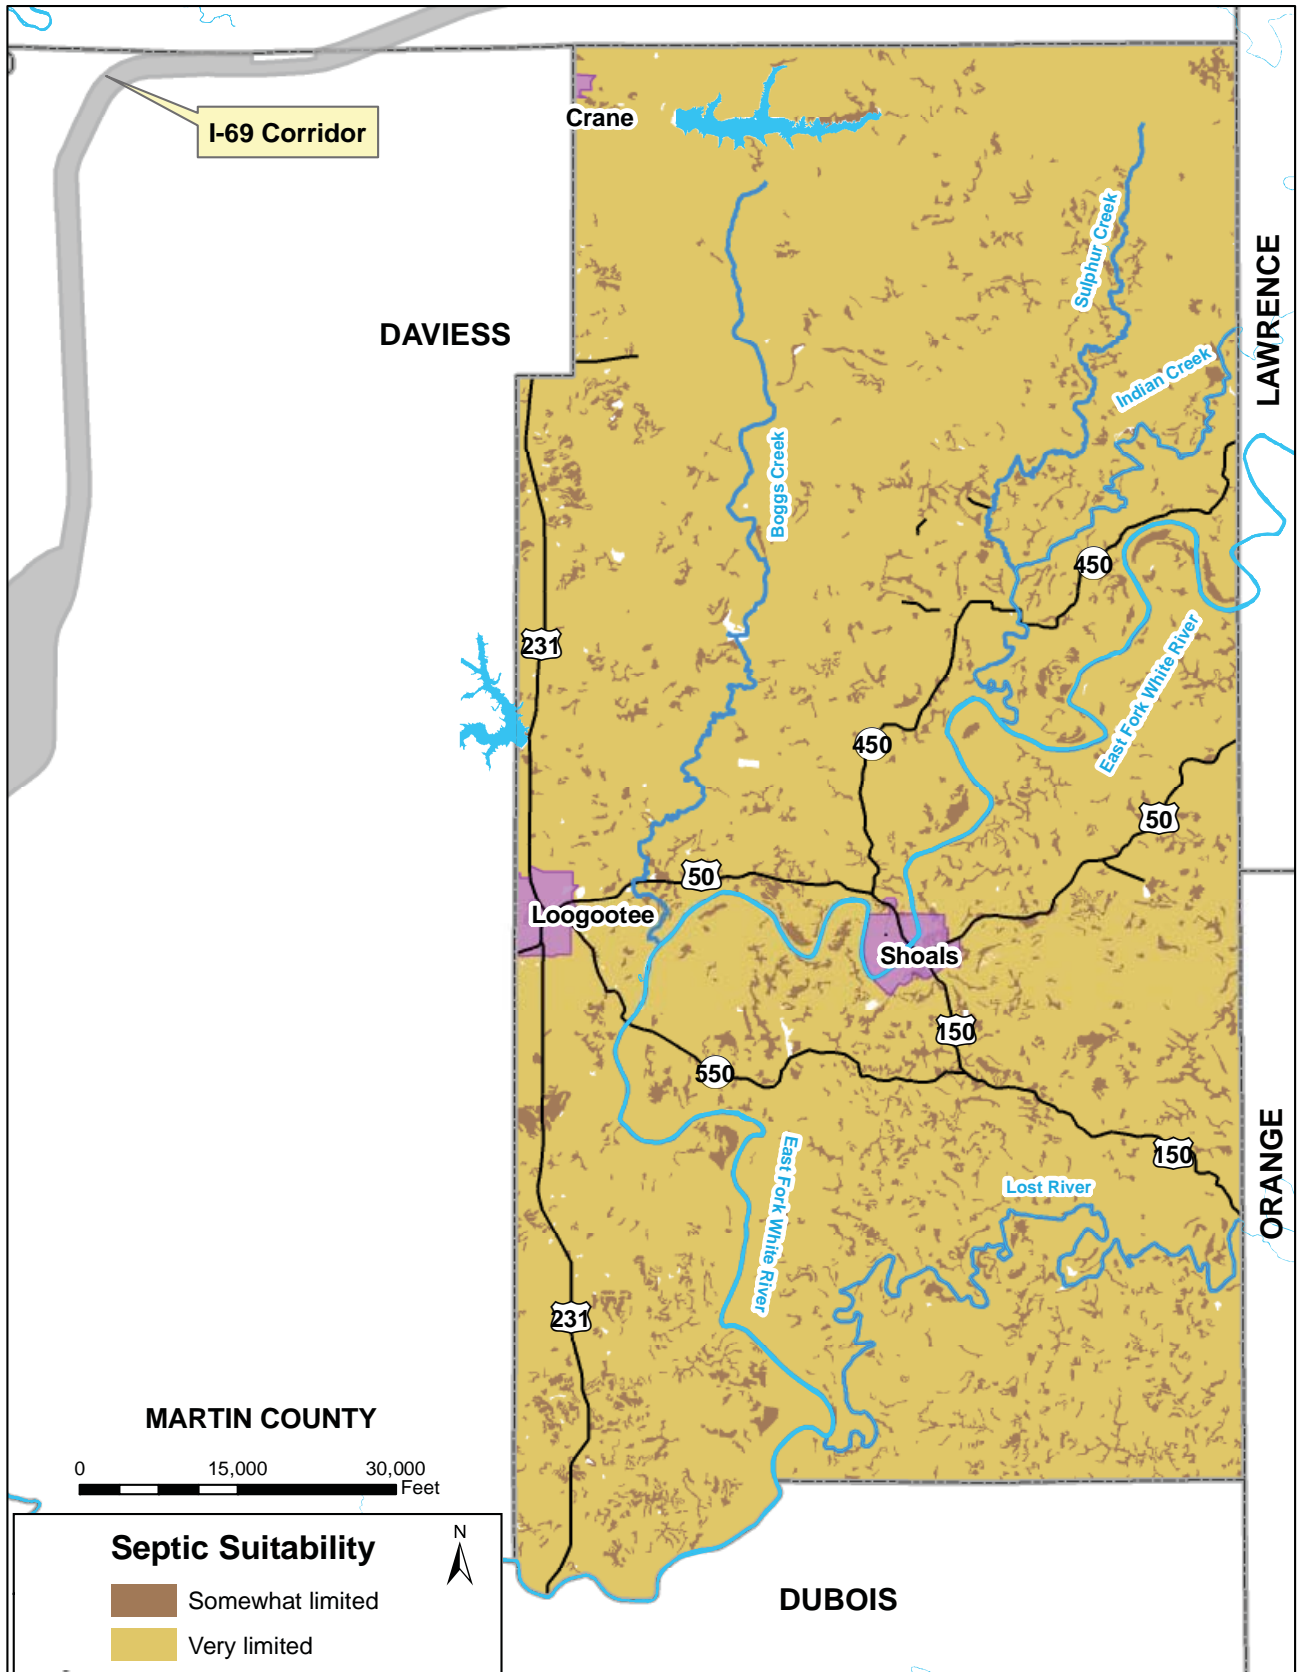 I-69 Corridor
Crane
Sulphur Creek
LAWRENCE
DAVIESS
Indian Creek
Boggs Creek
450
231
East Fork White River
450
50
50
Loogootee
Shoals
150
550
150
East Fork White River
Lost River
ORANGE
231
MARTIN COUNTY
0 15,000 30,000
Feet
Septic Suitability
N
Somewhat limited
Very limited
DUBOIS